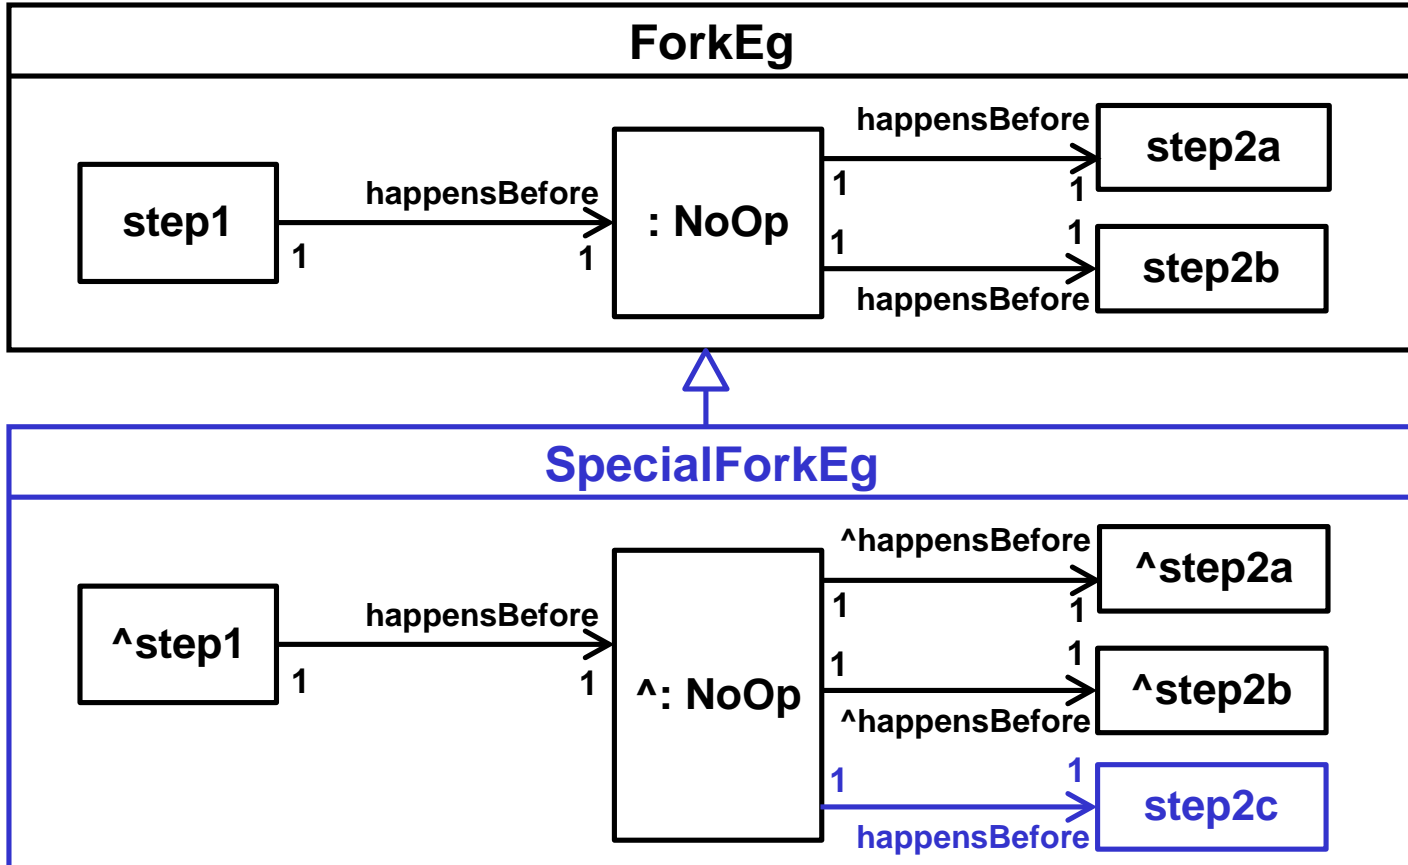 ForkEg
happensBefore
step2a
1
1
happensBefore
step1
: NoOp
1
1
1
1
step2b
happensBefore
SpecialForkEg
^happensBefore
^step2a
1
1
happensBefore
^step1
^: NoOp
1
1
1
1
^step2b
^happensBefore
1
1
step2c
happensBefore